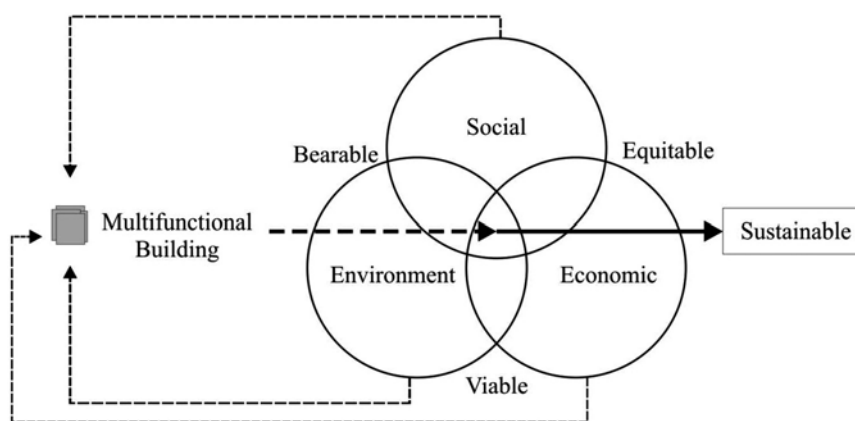 Social
Bearable
Equitable
Multifunctional
Building
Sustainable
Environment
Economic
Viable